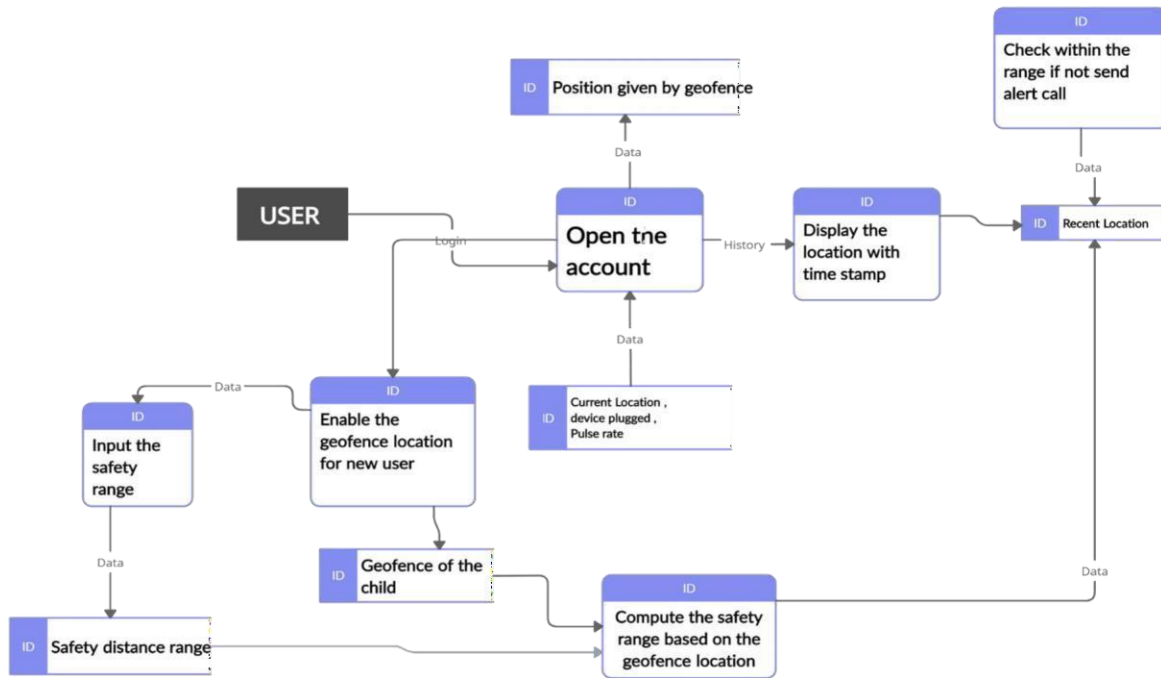 ID
Check within the
range if not send
alert call
ID
Position given by geofence
Data
Data
USER
ID
Open the
account
Login
History
ID
Display the
location with
time stamp
ID
Recent Location
Data
ID
Current Location ,
device plugged ,
Pulse rate
Data
ID
Enable the
geofence location
for new user
ID
Input the
safety
range
Data
ID
Geofence of the
child
ID
Compute the safety
range based on the
geofence location
Data
ID
Safety distance range